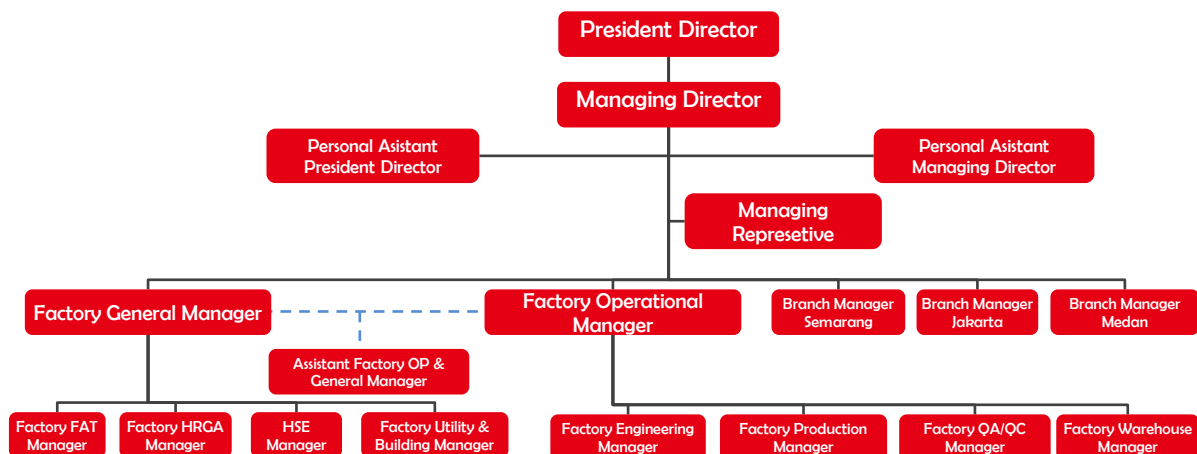 President Director
Managing Director
Personal Asistant
President Director
Personal Asistant
Managing Director
Managing
Represetive
Factory General Manager
Factory Operational
Manager
Branch Manager
Semarang
Branch Manager
Jakarta
Branch Manager
Medan
Assistant Factory OP &
General Manager
Factory FAT
Manager
Factory HRGA
Manager
HSE
Manager
Factory Utility &
Building Manager
Factory Engineering
Manager
Factory Production
Manager
Factory QA/QC
Manager
Factory Warehouse
Manager